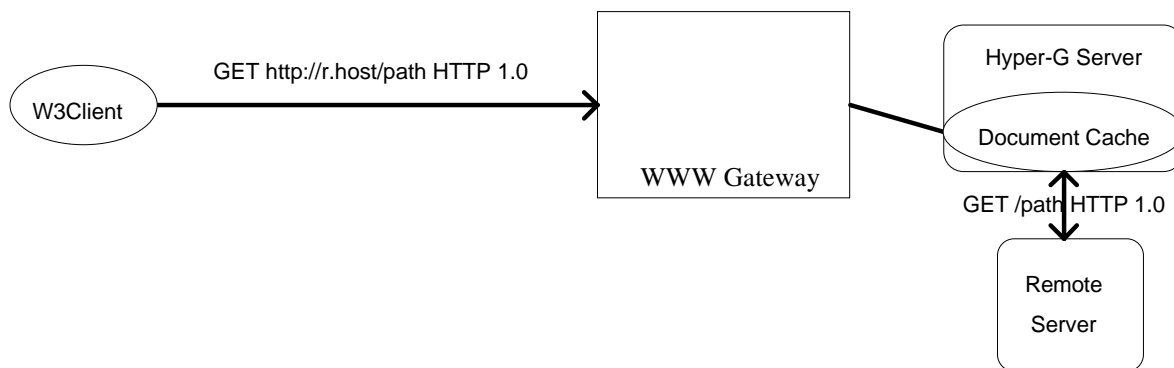 GET http://r.host/path HTTP 1.0
W3Client
WWW Gateway
Hyper-G Server
Document Cache
GET /path HTTP 1.0
Remote
Server